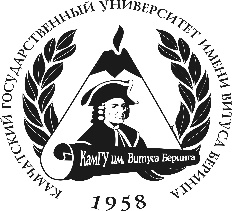 КАМЧАТСКИЙ ГОСУДАРСТВЕННЫЙ УНИВЕРСИТЕТ ИМЕНИ ВИТУСА БЕРИНГА
КамГУ им. Витуса Беринга
1958